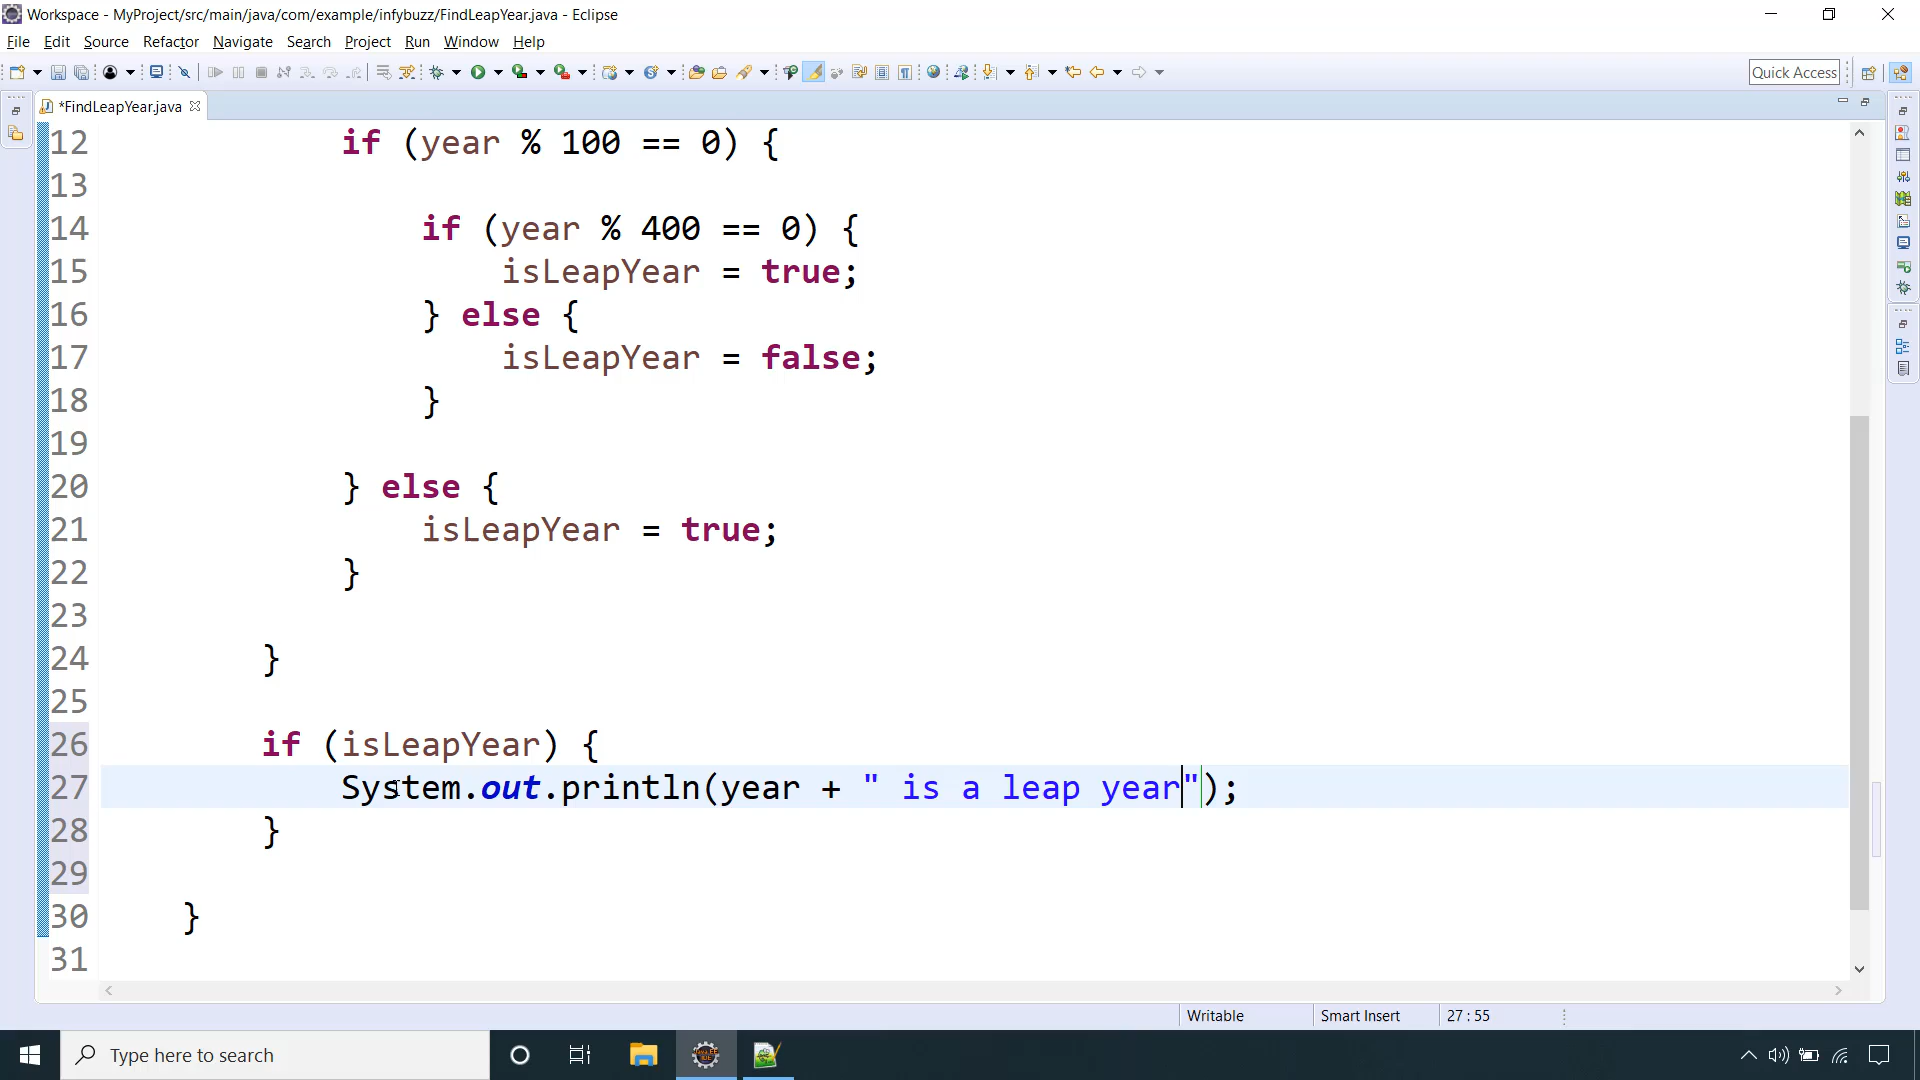 Workspace - MyProject/src/main/java/com/example/infybuzz/FindLeapYear.java - Eclipse
File Edit Source Refactor Navigate Search Project Run Window Help
Quick Access
*FindLeapYear.java
12 if (year % 100 == 0) {
13
14 if (year % 400 == 0) {
15 isLeapYear = true;
16 } else {
17 isLeapYear = false;
18 }
19
20 } else {
21 isLeapYear = true;
22 }
23
24 }
25
26 if (isLeapYear) {
27 System.out.println(year + " is a leap year");
28 }
29
30 }
31
Writable Smart Insert 27 : 55
Type here to search